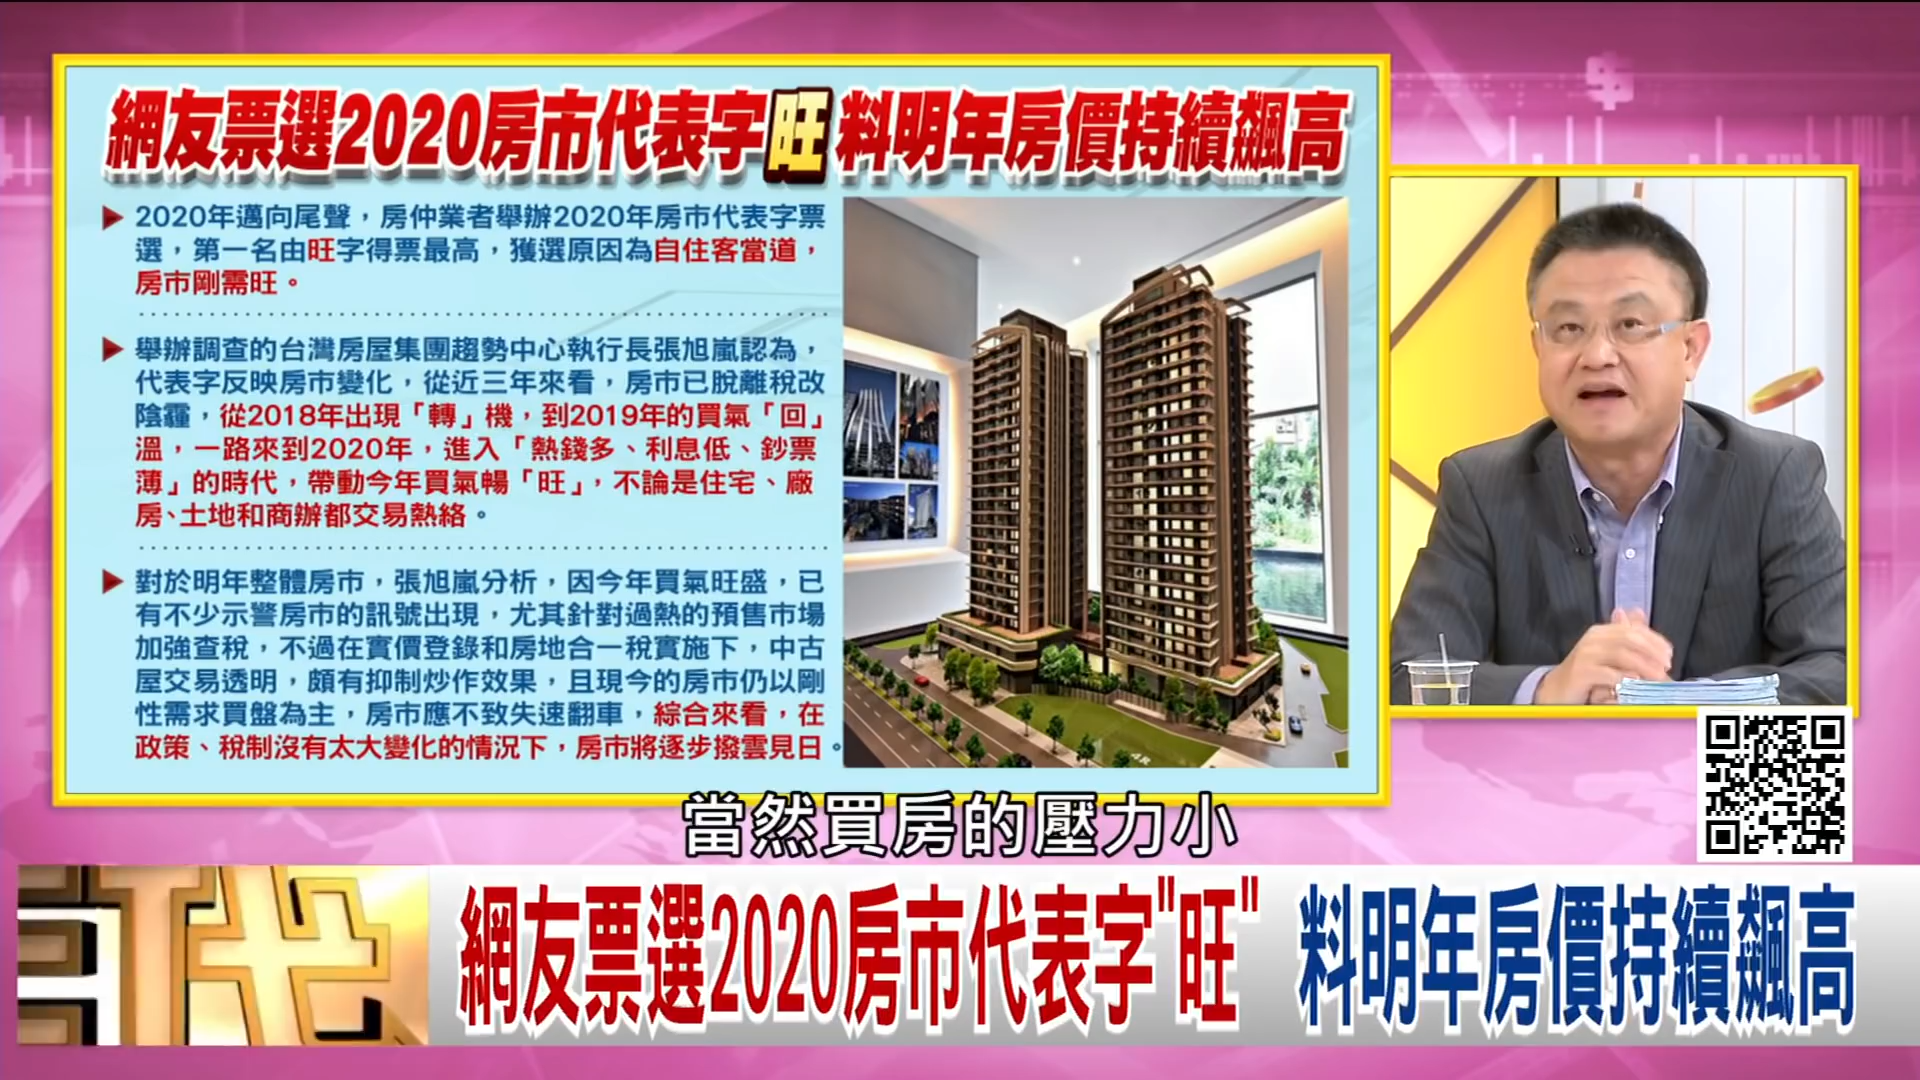 網友票選2020房市代表字旺 料明年房價持續飆高
2020年邁向尾聲，房仲業者舉辦2020年房市代表字票
選，第一名由旺字得票最高，獲選原因為自住客當道，
房市剛需旺。
舉辦調查的台灣房屋集團趨勢中心執行長張旭嵐認為，
代表字反映房市變化，從近三年來看，房市已脫離稅改
陰霾，從2018年出現「轉」機，到2019年的買氣「回」
溫，一路來到2020年，進入「熱錢多、利息低、鈔票
薄」的時代，帶動今年買氣暢「旺」，不論是住宅、廠
房、土地和商辦都交易熱絡。
對於明年整體房市，張旭嵐分析，因今年買氣旺盛，已
有不少示警房市的訊號出現，尤其針對過熱的預售市場
加強查稅，不過在實價登錄和房地合一稅實施下，中古
屋交易透明，頗有抑制炒作效果，且現今的房市仍以剛
性需求買盤為主，房市應不致失速翻車，綜合來看，在
政策、稅制沒有太大變化的情況下，房市將逐步撥雲見日。
當然買房的壓力小
網友票選2020房市代表字"旺" 料明年房價持續飆高